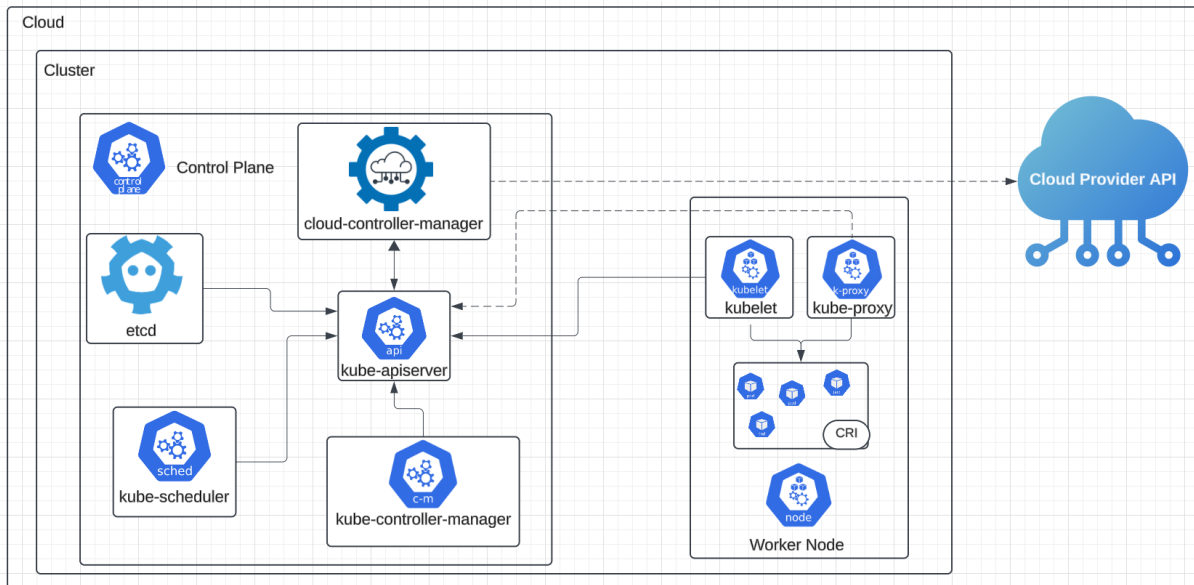 Cloud
Cluster
control
plane
Control Plane
cloud-controller-manager
Cloud Provider API
etcd
api
kube-apiserver
kubelet
kubelet
k-proxy
kube-proxy
sched
kube-scheduler
c-m
kube-controller-manager
CRI
node
Worker Node